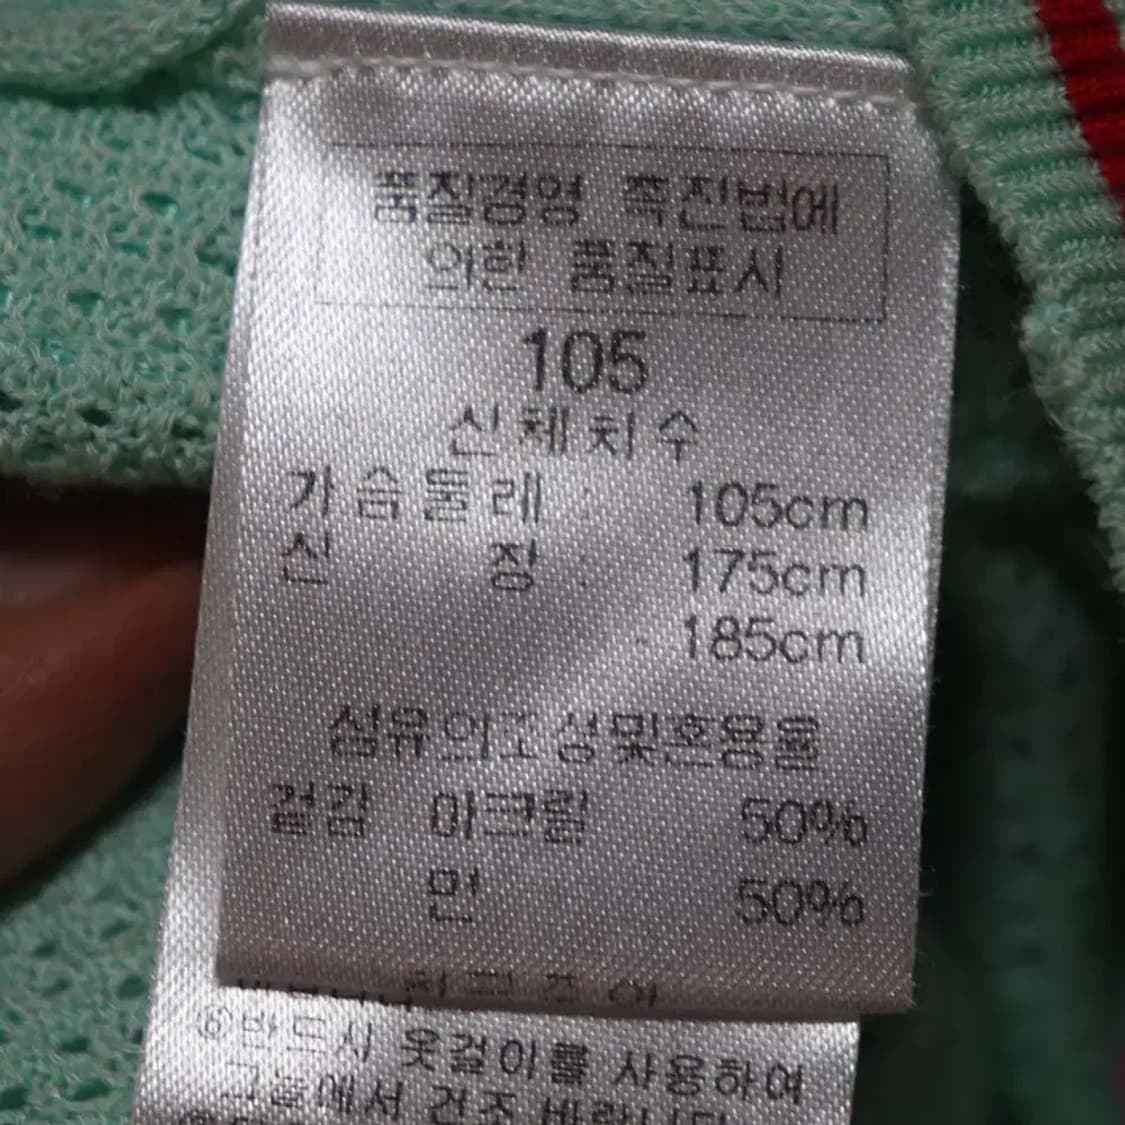 품질경영 촉진법에
의한 품질표시
105
신체치수
가슴둘레 : 105cm
신 장 : 175cm
- 185cm
섬유의조성및혼용율
겉감 아크릴 50%
면 50%
⑥반드시 옷걸이를 사용하여
그늘에서 건조 바랍니다